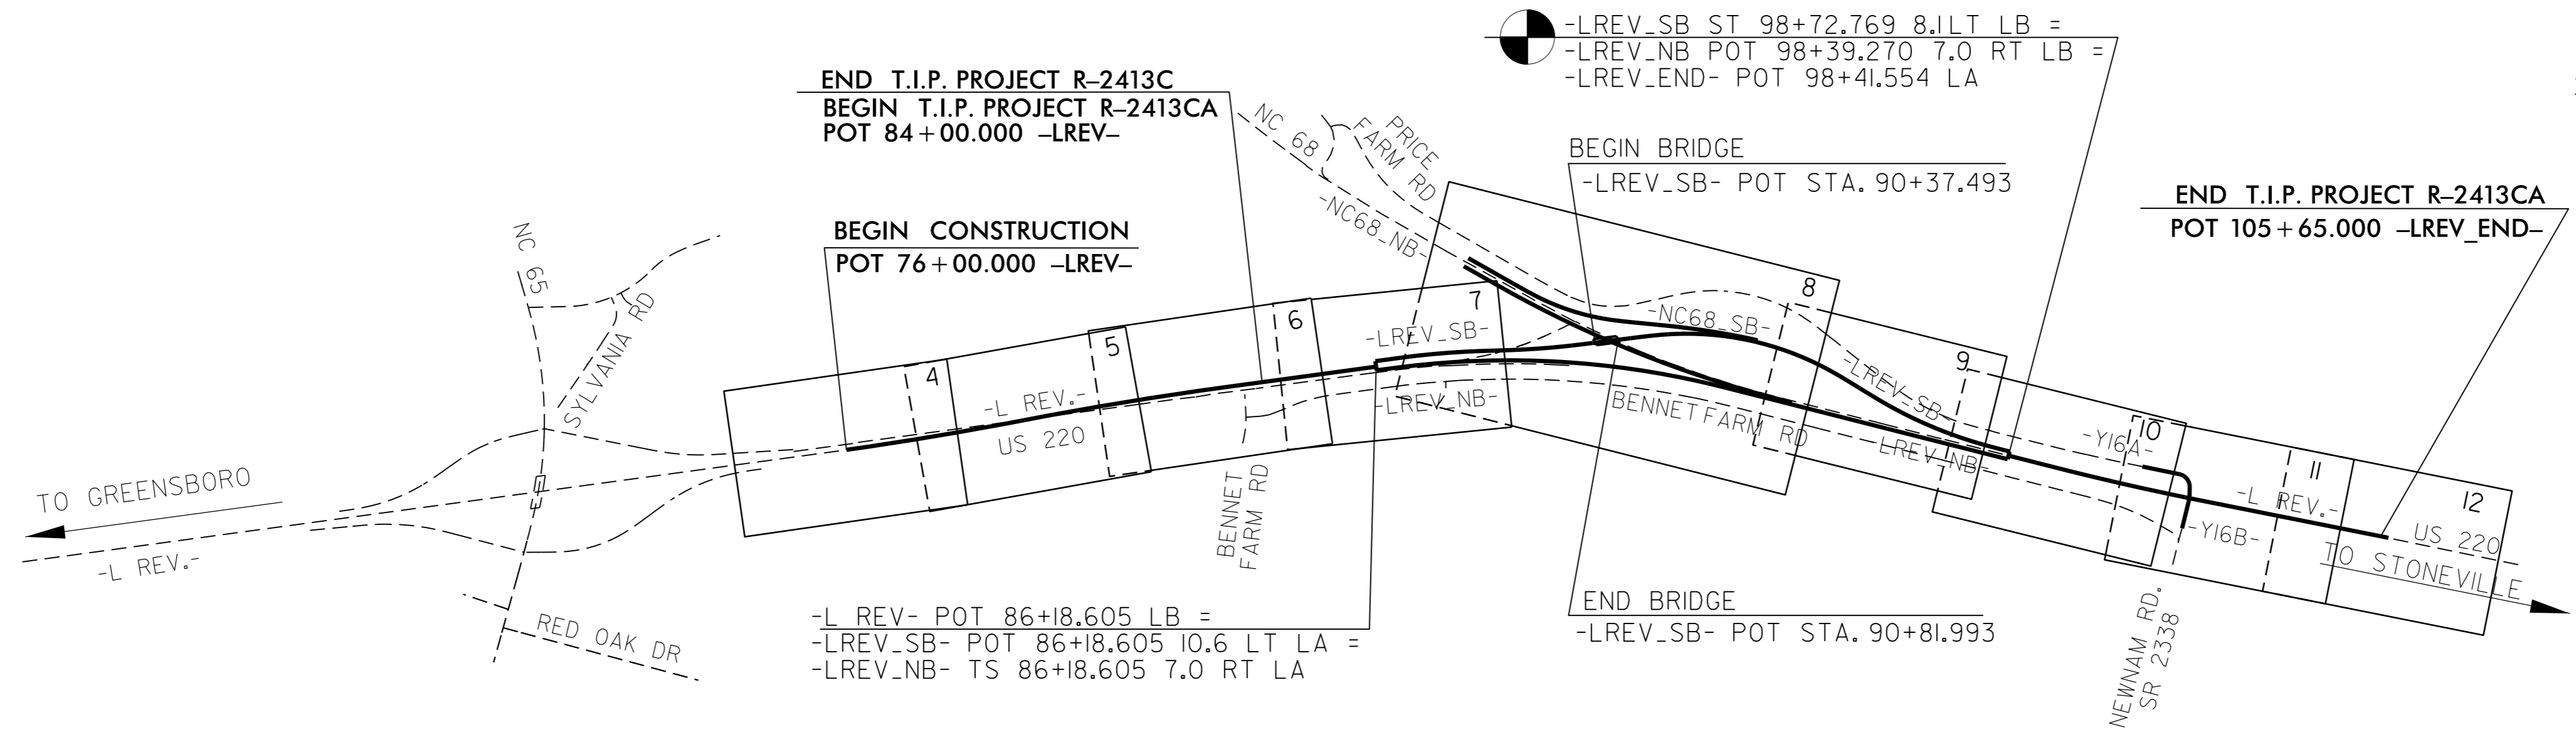 -LREV_SB ST 98+72.769 8.1LT LB =
-LREV_NB POT 98+39.270 7.0 RT LB =
-LREV_END- POT 98+41.554 LA
END T.I.P. PROJECT R-2413C
BEGIN T.I.P. PROJECT R-2413CA
POT 84+00.000 -LREV-
NC 68
PRICE
FARM RD
BEGIN BRIDGE
-LREV_SB- POT STA. 90+37.493
END T.I.P. PROJECT R-2413CA
POT 105+65.000 -LREV_END-
BEGIN CONSTRUCTION
POT 76+00.000 -LREV-
-NC68_NB-
NC 65
SYLVANIA RD
4
5
6
7
8
9
10
11
12
-LREV_SB-
-NC68_SB-
-LREV_SB-
-L REV.-
US 220
-LREV_NB-
BENNET FARM RD
-LREV_NB-
-Y16A-
-L REV.-
-Y16B-
US 220
TO STONEVILLE
TO GREENSBORO
-L REV.-
BENNET
FARM RD
RED OAK DR
-L REV- POT 86+18.605 LB =
-LREV_SB- POT 86+18.605 10.6 LT LA =
-LREV_NB- TS 86+18.605 7.0 RT LA
END BRIDGE
-LREV_SB- POT STA. 90+81.993
NEWNAM RD.
SR 2338